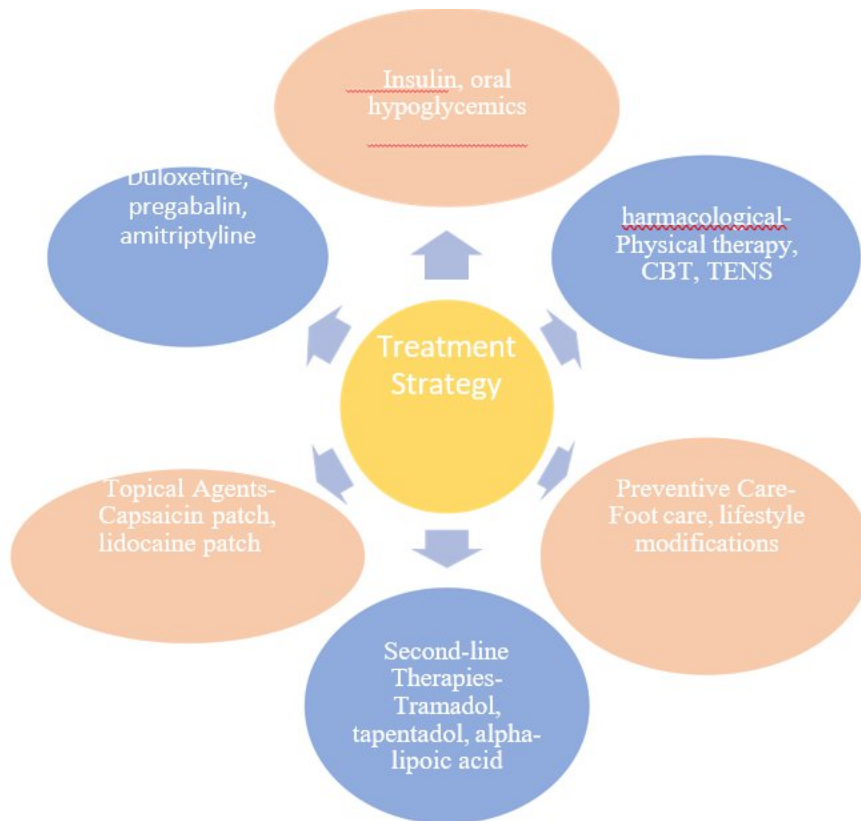 Insulin, oral
hypoglycemics
Duloxetine,
pregabalin,
amitriptyline
harmacological-
Physical therapy,
CBT, TENS
Treatment
Strategy
Topical Agents-
Capsaicin patch,
lidocaine patch
Preventive Care-
Foot care, lifestyle
modifications
Second-line
Therapies-
Tramadol,
tapentadol, alpha-
lipoic acid